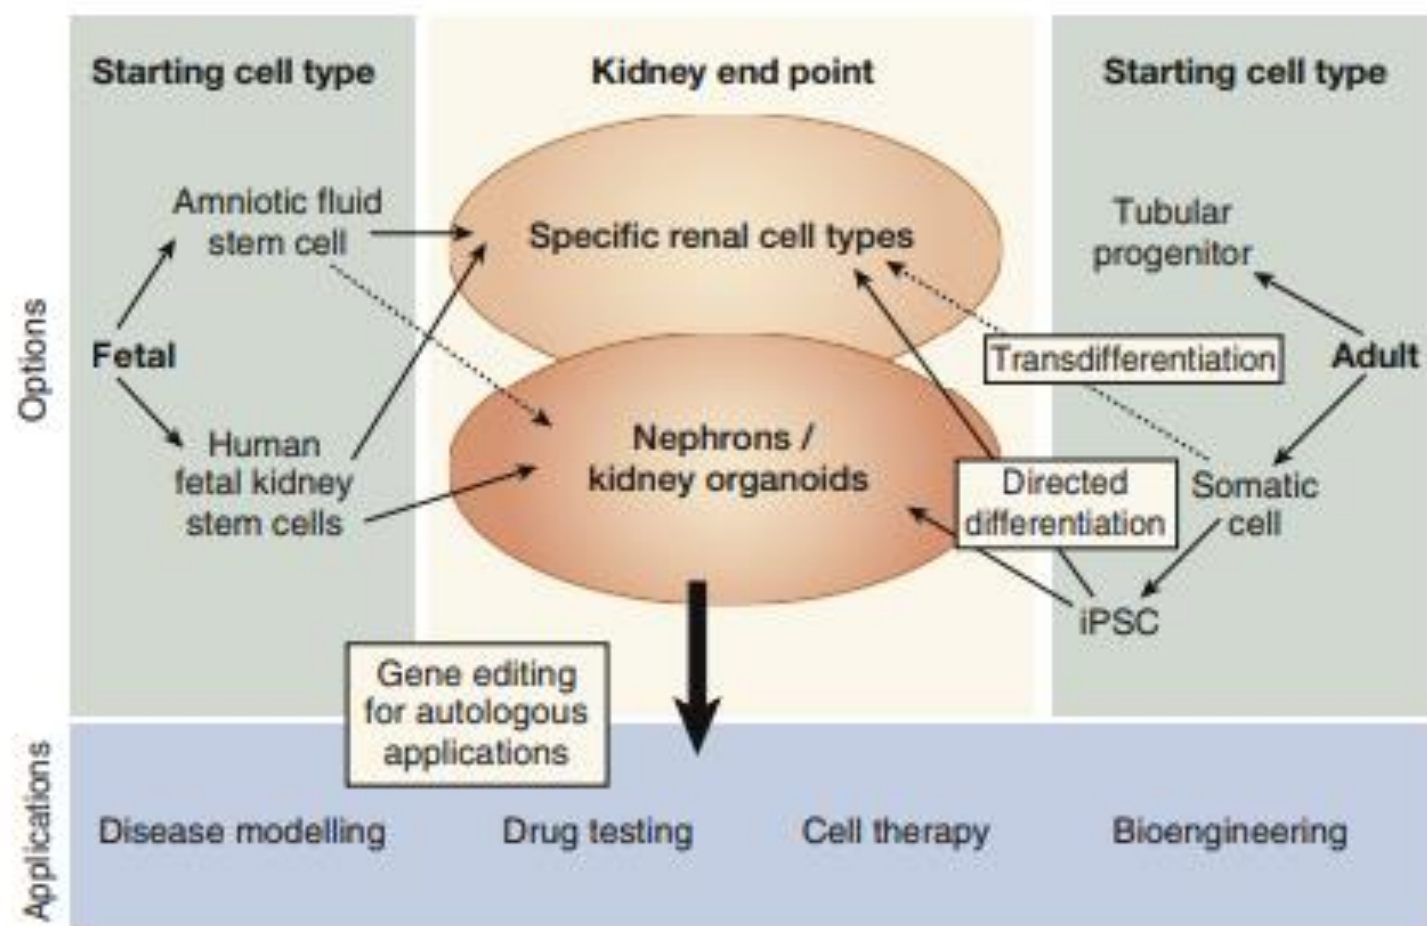 Starting cell type
Kidney end point
Starting cell type
Options
Fetal
Amniotic fluid
stem cell
Human
fetal kidney
stem cells
Specific renal cell types
Nephrons /
kidney organoids
Tubular
progenitor
Transdifferentiation
Adult
Directed
differentiation
Somatic
cell
iPSC
Gene editing
for autologous
applications
Applications
Disease modelling
Drug testing
Cell therapy
Bioengineering